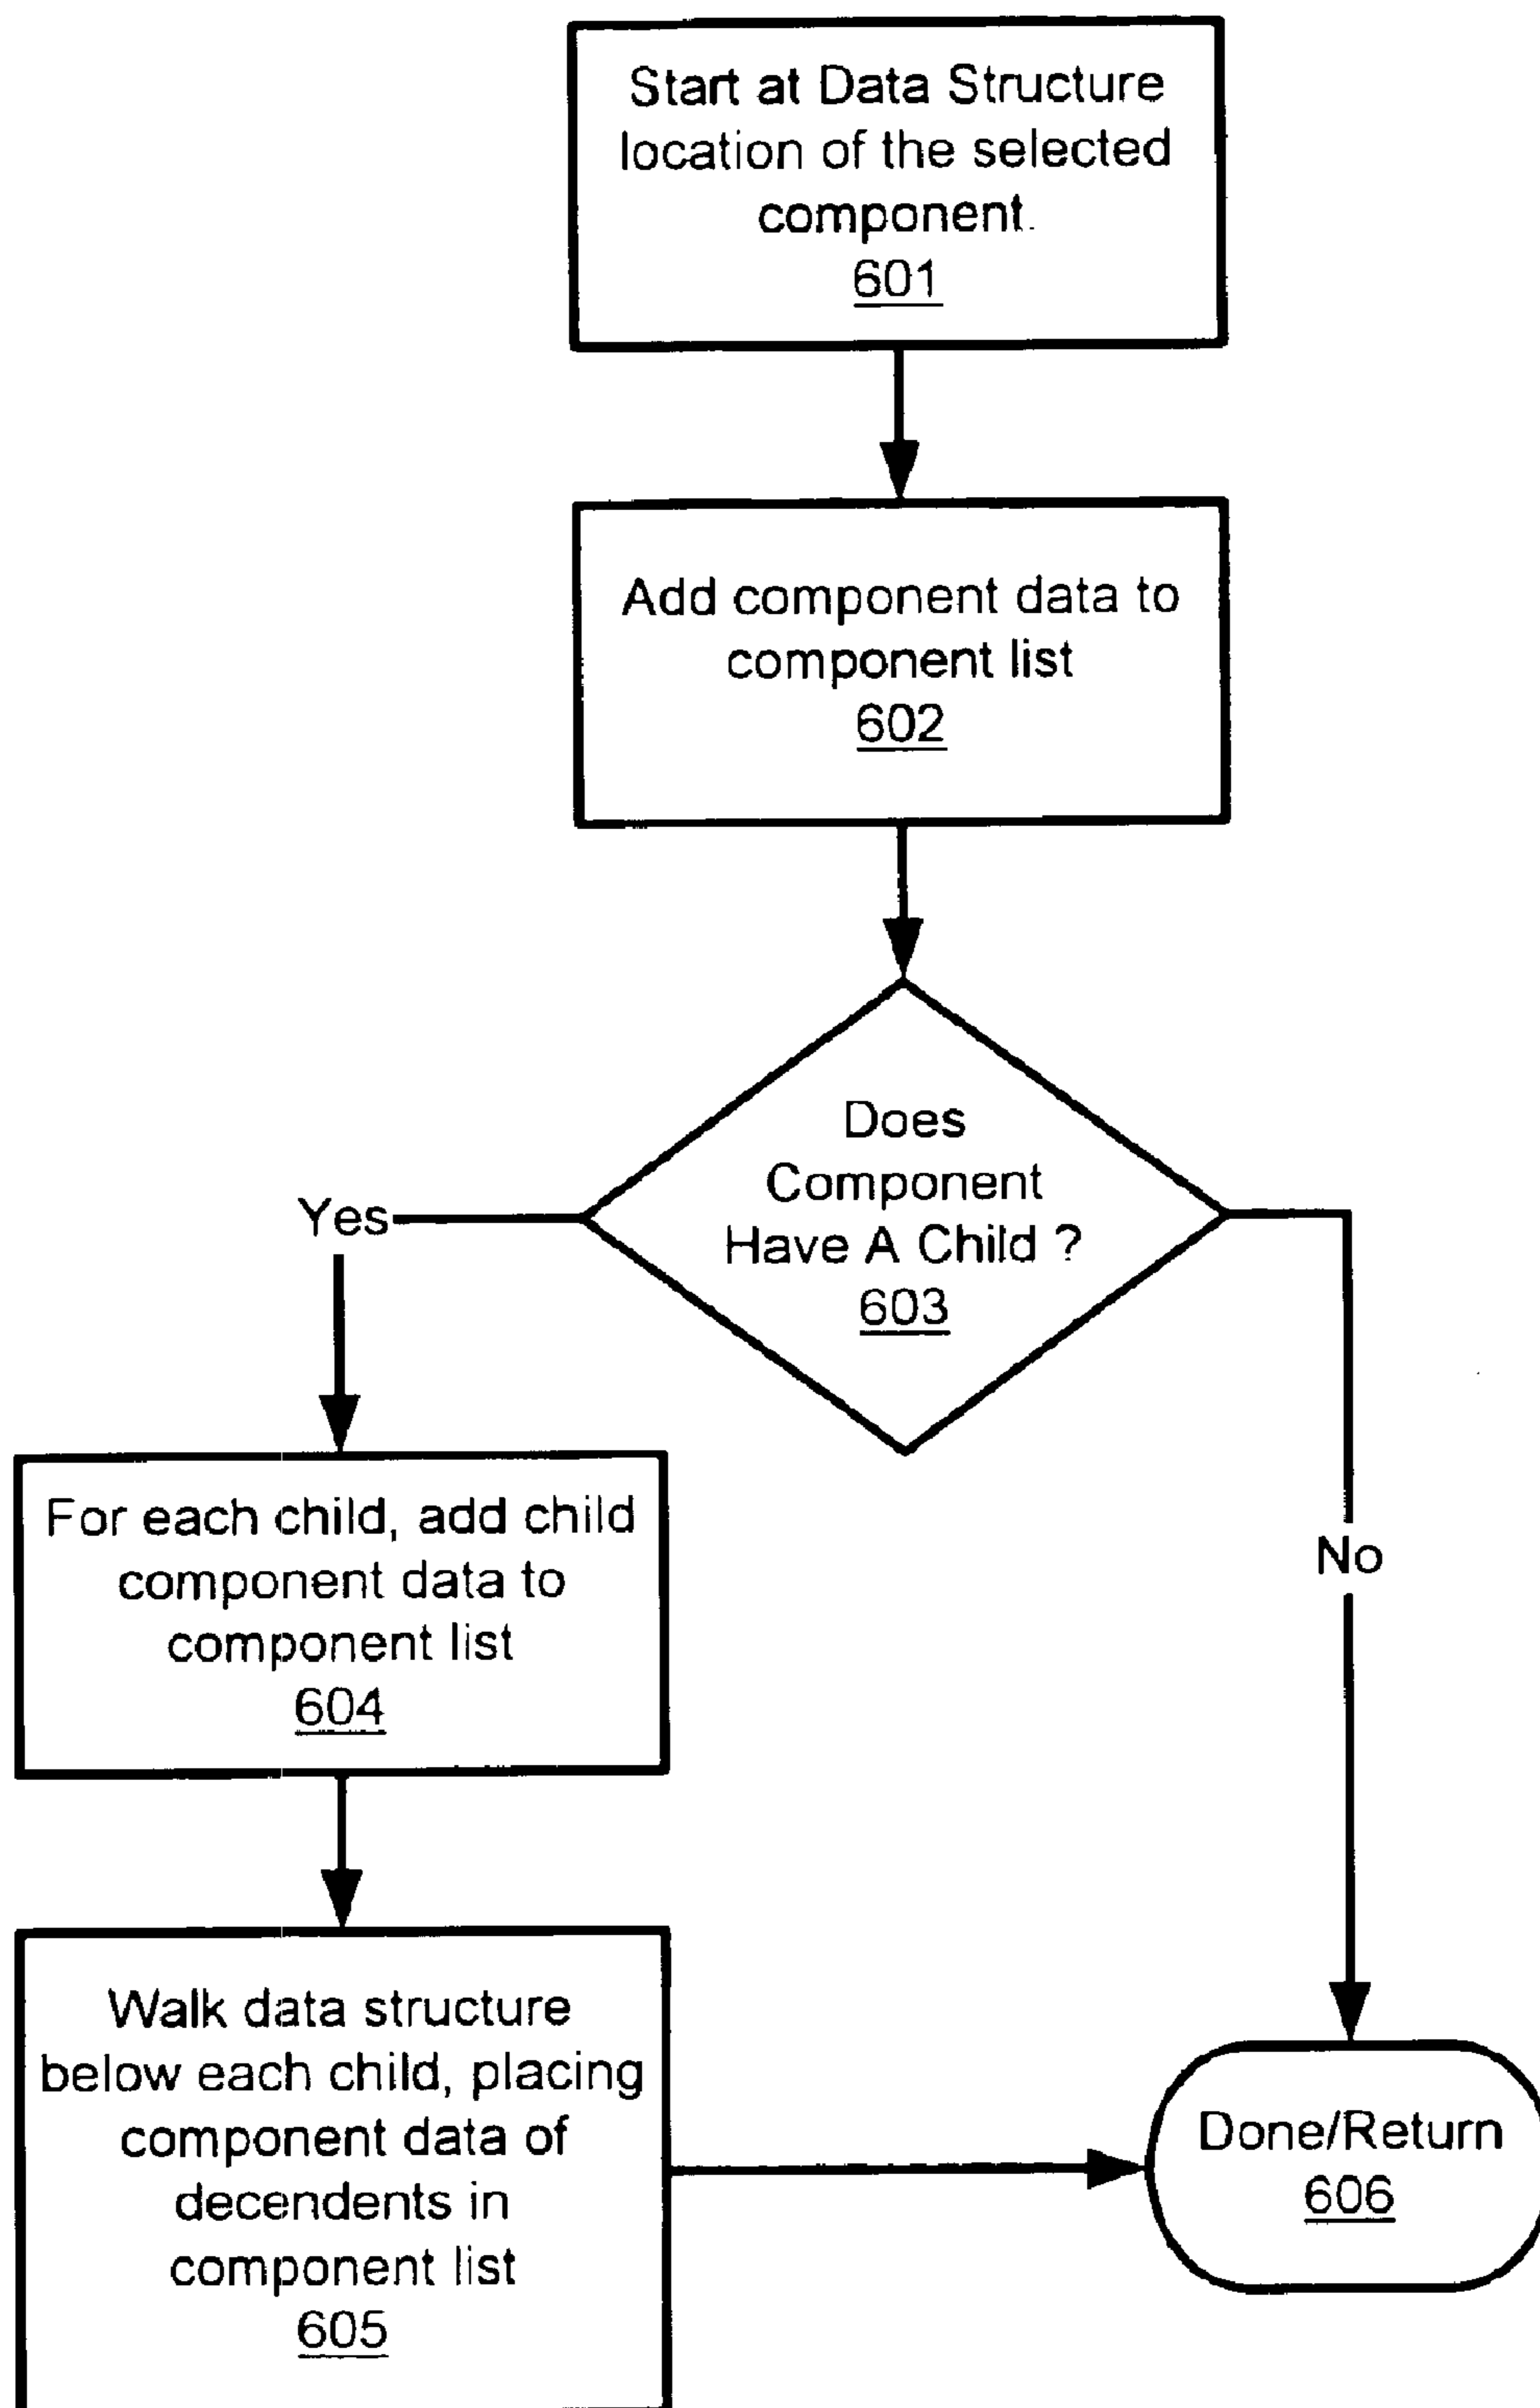 Start at Data Structure
location of the selected
component.
601
Add component data to
component list
602
Does
Component
Have A Child ?
603
Yes
No
For each child, add child
component data to
component list
604
Walk data structure
below each child, placing
component data of
decendents in
component list
605
Done/Return
606